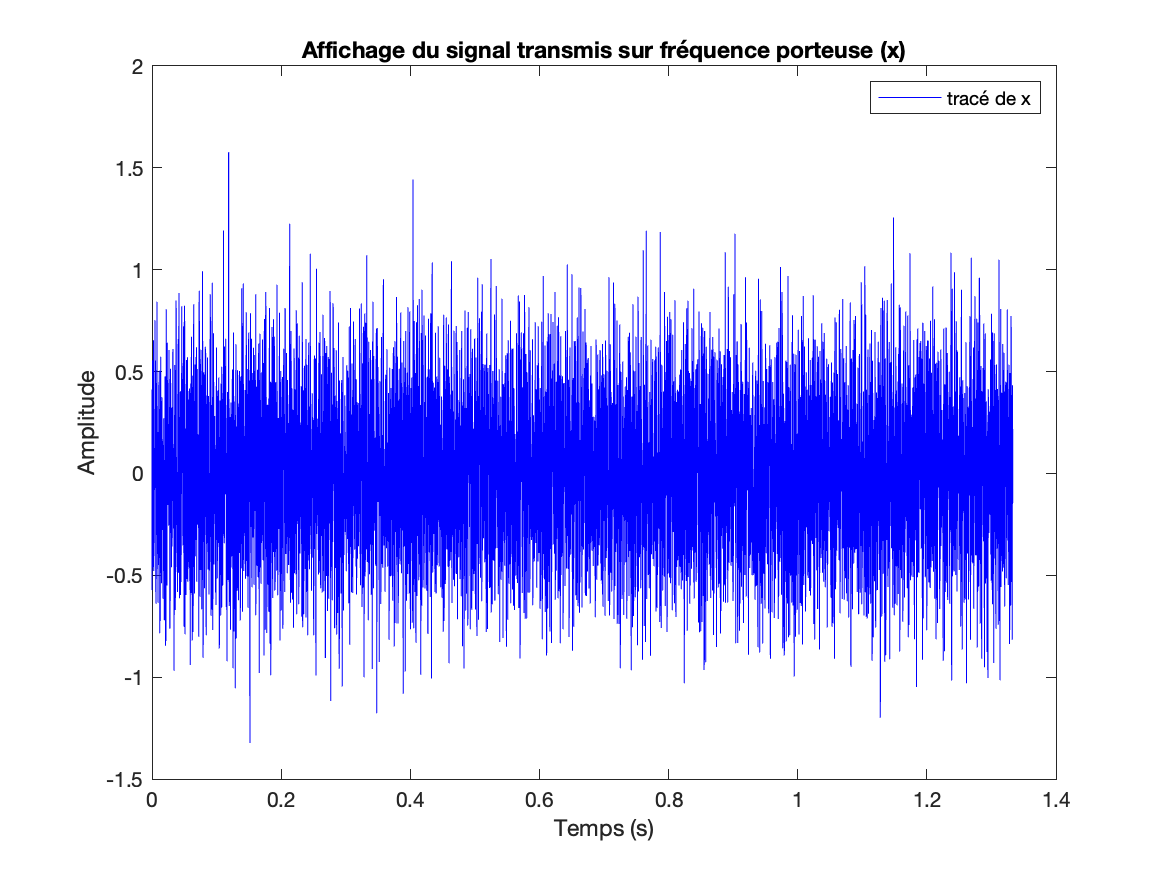 Affichage du signal transmis sur fréquence porteuse (x)
tracé de x
2
1.5
1
0.5
0
-0.5
-1
-1.5
Amplitude
0 0.2 0.4 0.6 0.8 1 1.2 1.4
Temps (s)